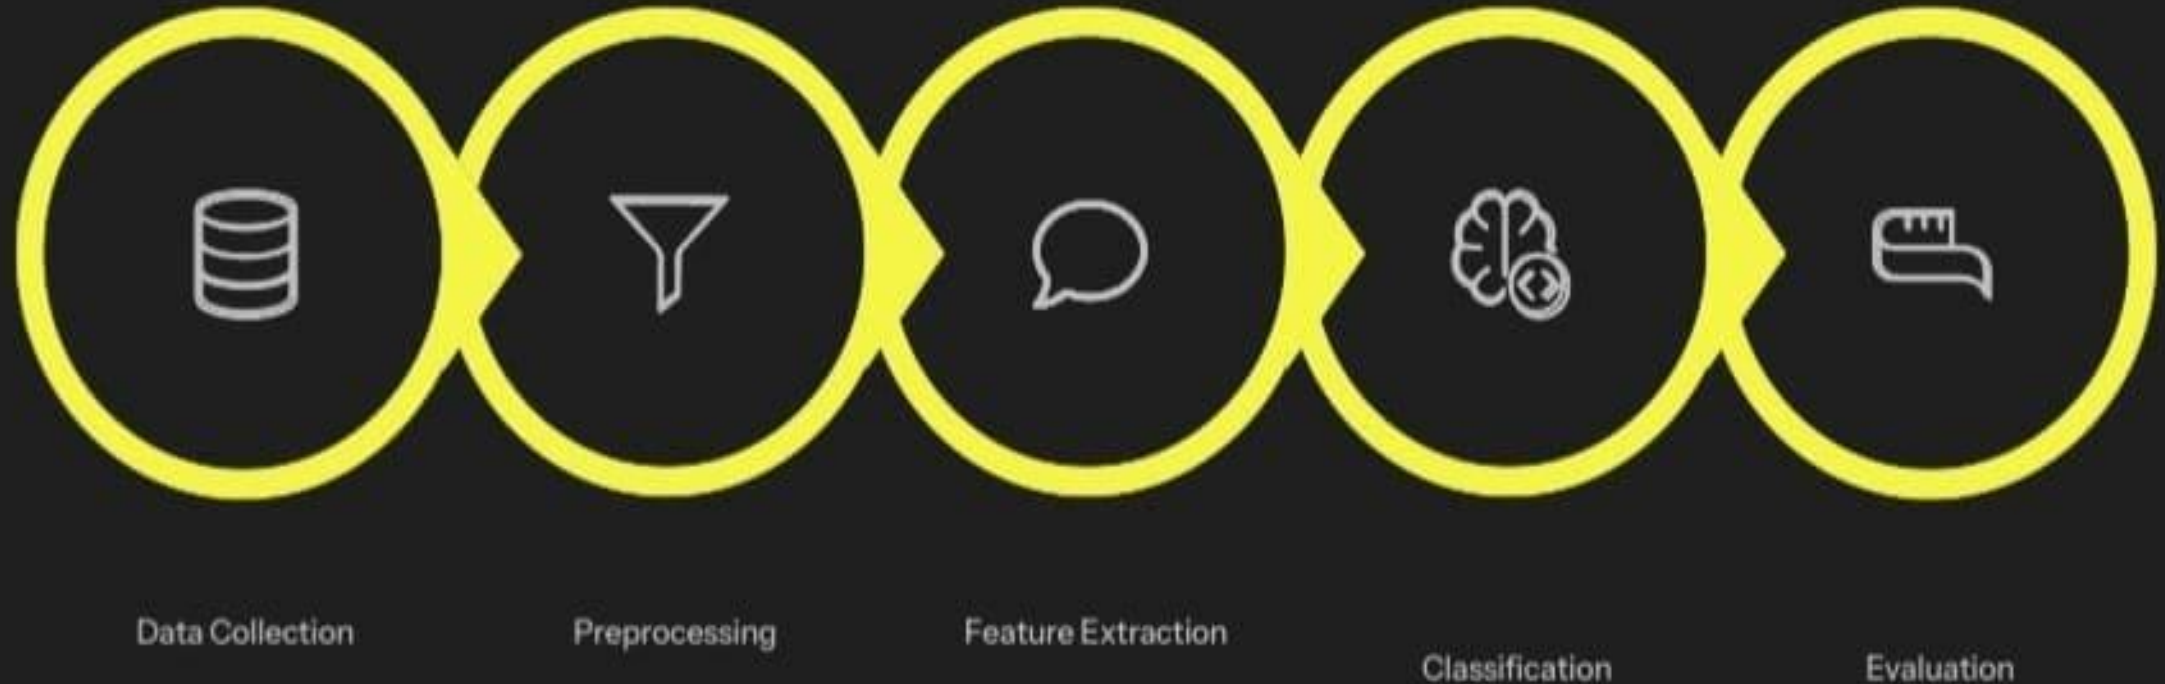 Data Collection
Preprocessing
Feature Extraction
Classification
Evaluation